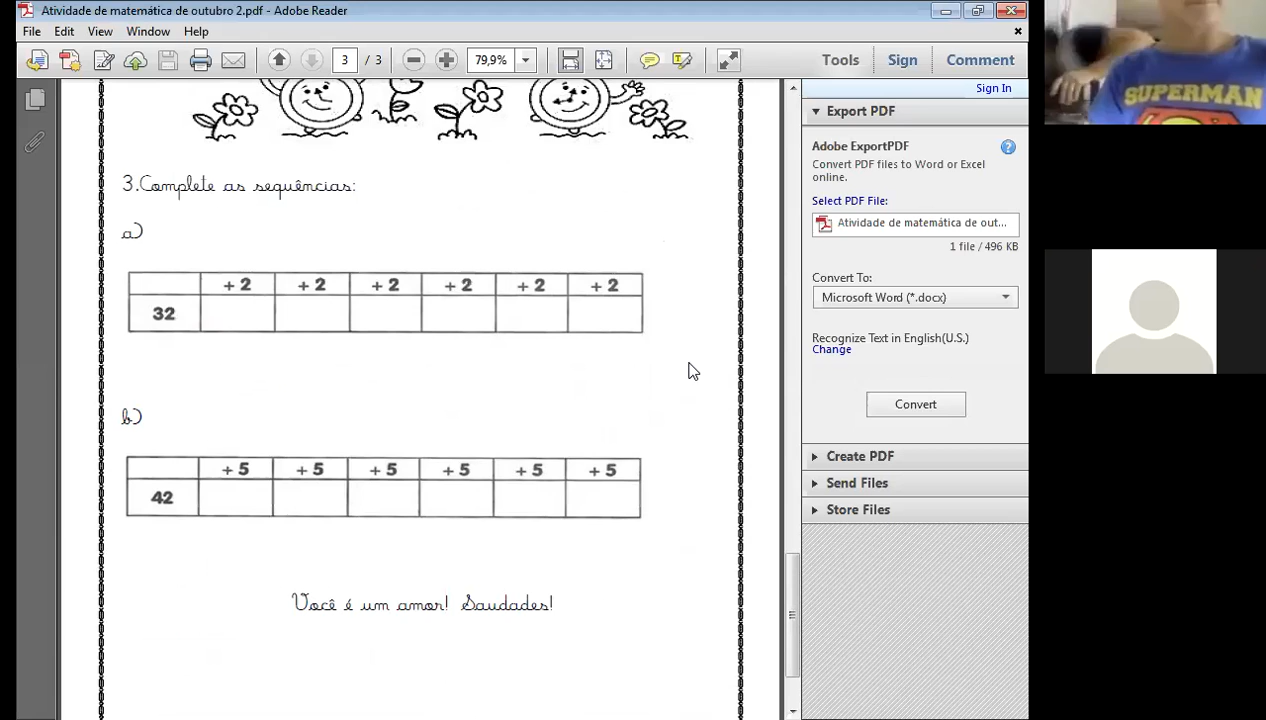 Atividade de matemática de outubro 2.pdf - Adobe Reader
File Edit View Window Help
3 / 3 79,9% Tools Sign Comment
Sign In
Export PDF
Adobe ExportPDF
Convert PDF files to Word or Excel
online.
Select PDF File:
Atividade de matemática de out...
1 file / 496 KB
Convert To:
Microsoft Word (*.docx)
Recognize Text in English(U.S.)
Change
Convert
Create PDF
Send Files
Store Files
3.Complete as sequências:
a)
+ 2 + 2 + 2 + 2 + 2 + 2
32
b)
+ 5 + 5 + 5 + 5 + 5 + 5
42
Você é um amor! Saudades!
SUPERMAN